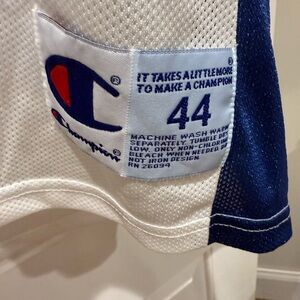 Champion
IT TAKES A LITTLE MORE
TO MAKE A CHAMPION
®
44
MACHINE WASH WARM
SEPARATELY, TUMBLE DRY
LOW. ONLY NON-CHLORINE
BLEACH WHEN NEEDED. DO
NOT IRON DESIGN.
RN 26094